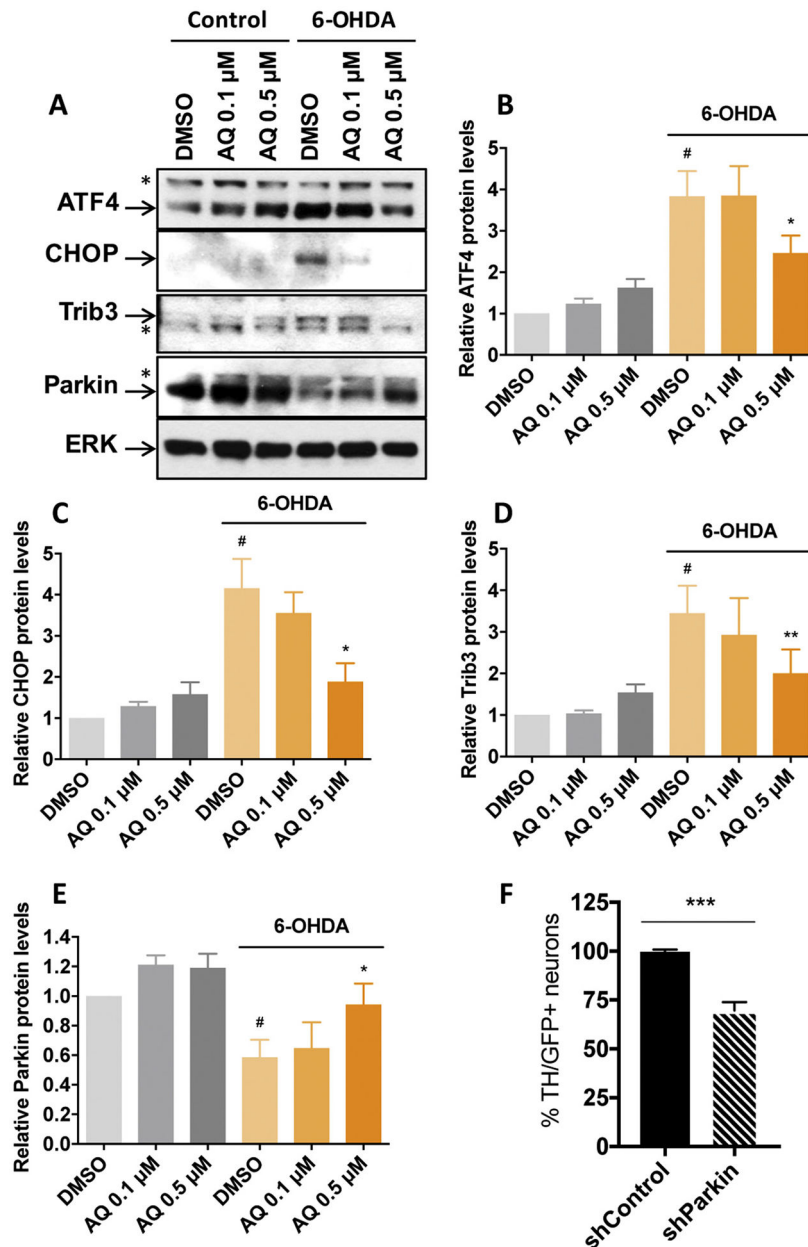 Control 6-OHDA
A
DMSO
AQ 0.1 µM
AQ 0.5 µM
DMSO
AQ 0.1 µM
AQ 0.5 µM
*
ATF4
CHOP
Trib3
*
*
Parkin
ERK
B
6-OHDA
Relative ATF4 protein levels
5
4
3
2
1
0
#
*
DMSO
AQ 0.1 µM
AQ 0.5 µM
DMSO
AQ 0.1 µM
AQ 0.5 µM
C
6-OHDA
Relative CHOP protein levels
5
4
3
2
1
0
#
*
DMSO
AQ 0.1 µM
AQ 0.5 µM
DMSO
AQ 0.1 µM
AQ 0.5 µM
D
6-OHDA
Relative Trib3 protein levels
5
4
3
2
1
0
#
**
DMSO
AQ 0.1 µM
AQ 0.5 µM
DMSO
AQ 0.1 µM
AQ 0.5 µM
E
6-OHDA
Relative Parkin protein levels
1.4
1.2
1.0
0.8
0.6
0.4
0.2
0.0
#
*
DMSO
AQ 0.1 µM
AQ 0.5 µM
DMSO
AQ 0.1 µM
AQ 0.5 µM
F
% TH/GFP+ neurons
125
100
75
50
25
0
***
shControl
shParkin